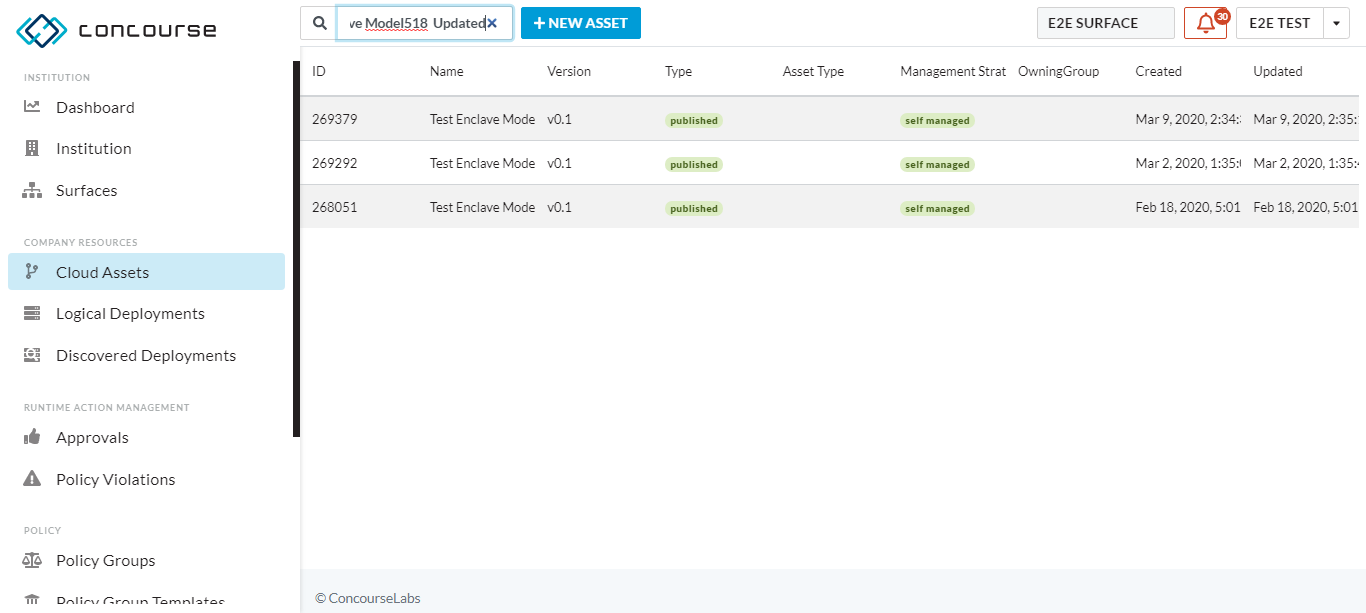 concourse
ve Model518 Updated
+ NEW ASSET
E2E SURFACE
30
E2E TEST
INSTITUTION
Dashboard
Institution
Surfaces
COMPANY RESOURCES
Cloud Assets
Logical Deployments
Discovered Deployments
RUNTIME ACTION MANAGEMENT
Approvals
Policy Violations
POLICY
Policy Groups
Policy Group Templates
ID Name Version Type Asset Type Management Strat OwningGroup Created Updated
269379 Test Enclave Mode v0.1 published self managed Mar 9, 2020, 2:34: Mar 9, 2020, 2:35:
269292 Test Enclave Mode v0.1 published self managed Mar 2, 2020, 1:35: Mar 2, 2020, 1:35:
268051 Test Enclave Mode v0.1 published self managed Feb 18, 2020, 5:01 Feb 18, 2020, 5:01
© ConcourseLabs